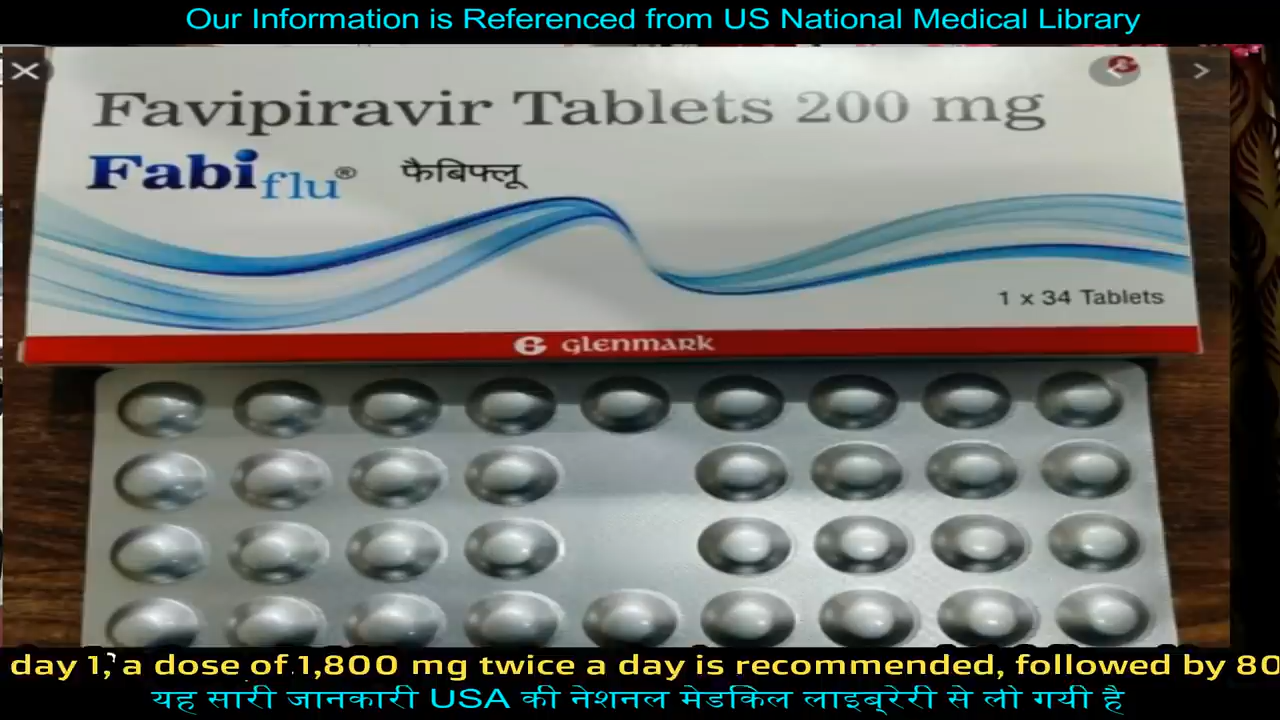 Our Information is Referenced from US National Medical Library
Favipiravir Tablets 200 mg
Fabiflu® फैबिफ्लू
1 x 34 Tablets
GLENMARK
day 1, a dose of 1,800 mg twice a day is recommended, followed by 80
यह सारी जानकारी USA की नेशनल मेडकिल लाइब्रेरी से ली गयी है